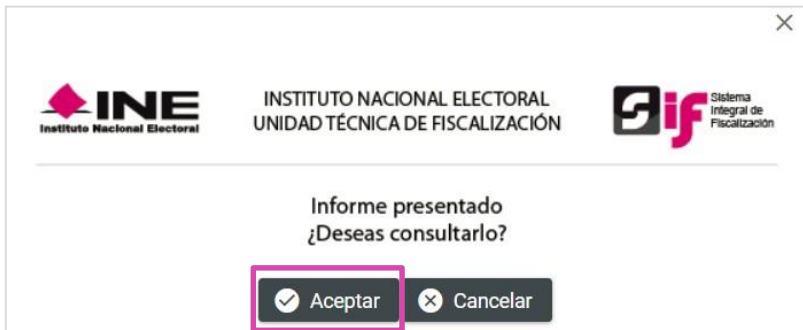 INE
Instituto Nacional Electoral
INSTITUTO NACIONAL ELECTORAL
UNIDAD TÉCNICA DE FISCALIZACIÓN
Sif
Sistema
Integral de
Fiscalización
Informe presentado
¿Deseas consultarlo?
Aceptar
Cancelar